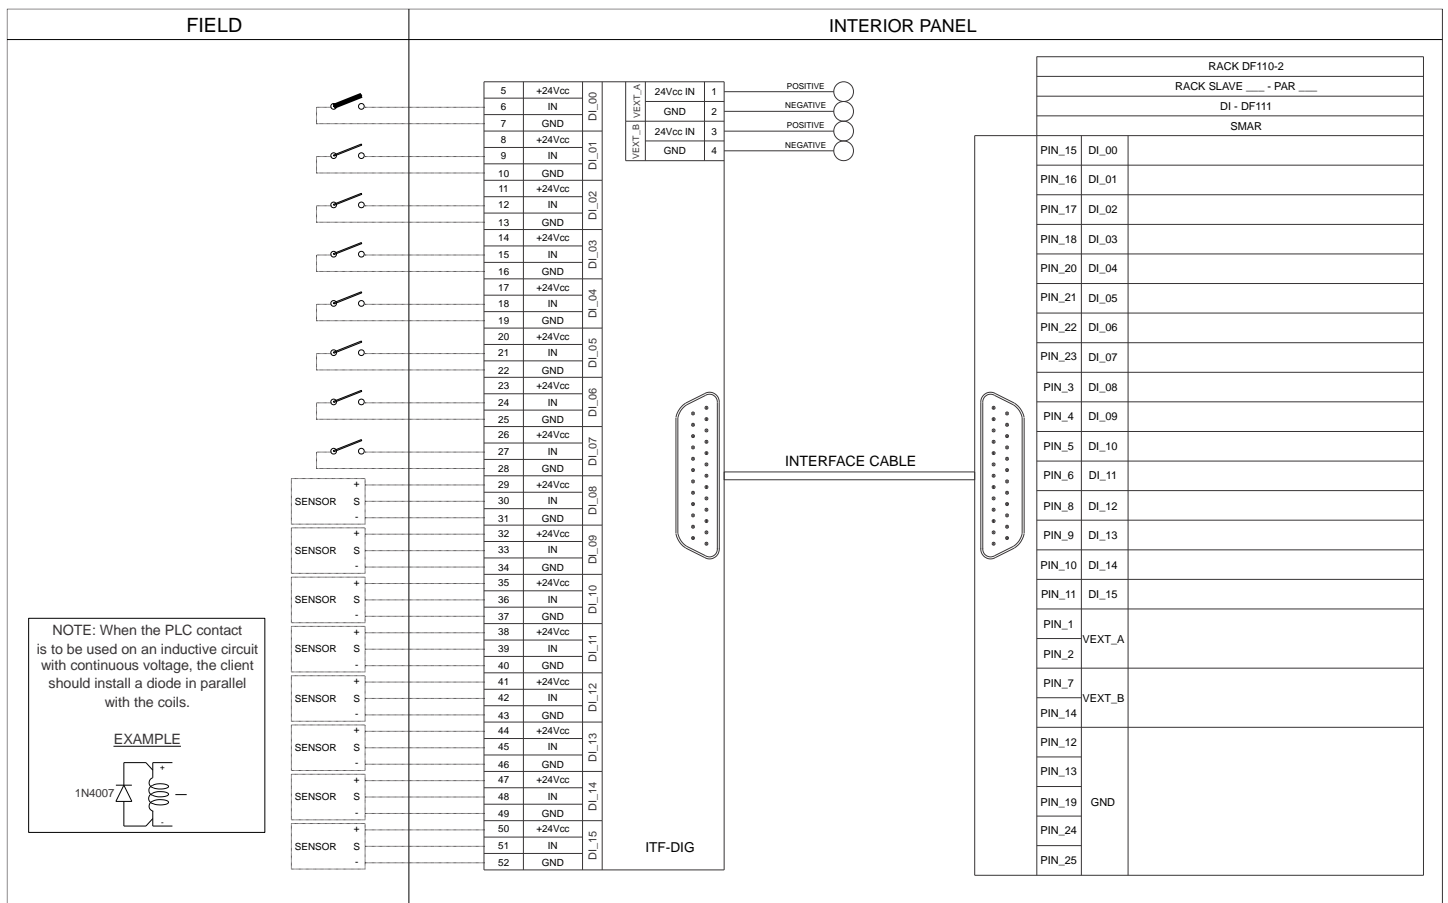 FIELD
INTERIOR PANEL
RACK DF110-2
RACK SLAVE ___ - PAR ___
DI - DF111
SMAR
5 +24Vcc
6 IN
7 GND
DI_00
8 +24Vcc
9 IN
10 GND
DI_01
11 +24Vcc
12 IN
13 GND
DI_02
14 +24Vcc
15 IN
16 GND
DI_03
17 +24Vcc
18 IN
19 GND
DI_04
20 +24Vcc
21 IN
22 GND
DI_05
23 +24Vcc
24 IN
25 GND
DI_06
26 +24Vcc
27 IN
28 GND
DI_07
SENSOR + S -
29 +24Vcc
30 IN
31 GND
DI_08
SENSOR + S -
32 +24Vcc
33 IN
34 GND
DI_09
SENSOR + S -
35 +24Vcc
36 IN
37 GND
DI_10
SENSOR + S -
38 +24Vcc
39 IN
40 GND
DI_11
SENSOR + S -
41 +24Vcc
42 IN
43 GND
DI_12
SENSOR + S -
44 +24Vcc
45 IN
46 GND
DI_13
SENSOR + S -
47 +24Vcc
48 IN
49 GND
DI_14
SENSOR + S -
50 +24Vcc
51 IN
52 GND
DI_15
VEXT_A
24Vcc IN 1 POSITIVE
GND 2 NEGATIVE
VEXT_B
24Vcc IN 3 POSITIVE
GND 4 NEGATIVE
ITF-DIG
INTERFACE CABLE
PIN_15 DI_00
PIN_16 DI_01
PIN_17 DI_02
PIN_18 DI_03
PIN_20 DI_04
PIN_21 DI_05
PIN_22 DI_06
PIN_23 DI_07
PIN_3 DI_08
PIN_4 DI_09
PIN_5 DI_10
PIN_6 DI_11
PIN_8 DI_12
PIN_9 DI_13
PIN_10 DI_14
PIN_11 DI_15
PIN_1
VEXT_A
PIN_2
PIN_7
VEXT_B
PIN_14
PIN_12
PIN_13
PIN_19 GND
PIN_24
PIN_25
NOTE: When the PLC contact
is to be used on an inductive circuit
with continuous voltage, the client
should install a diode in parallel
with the coils.
EXAMPLE
+
1N4007
-